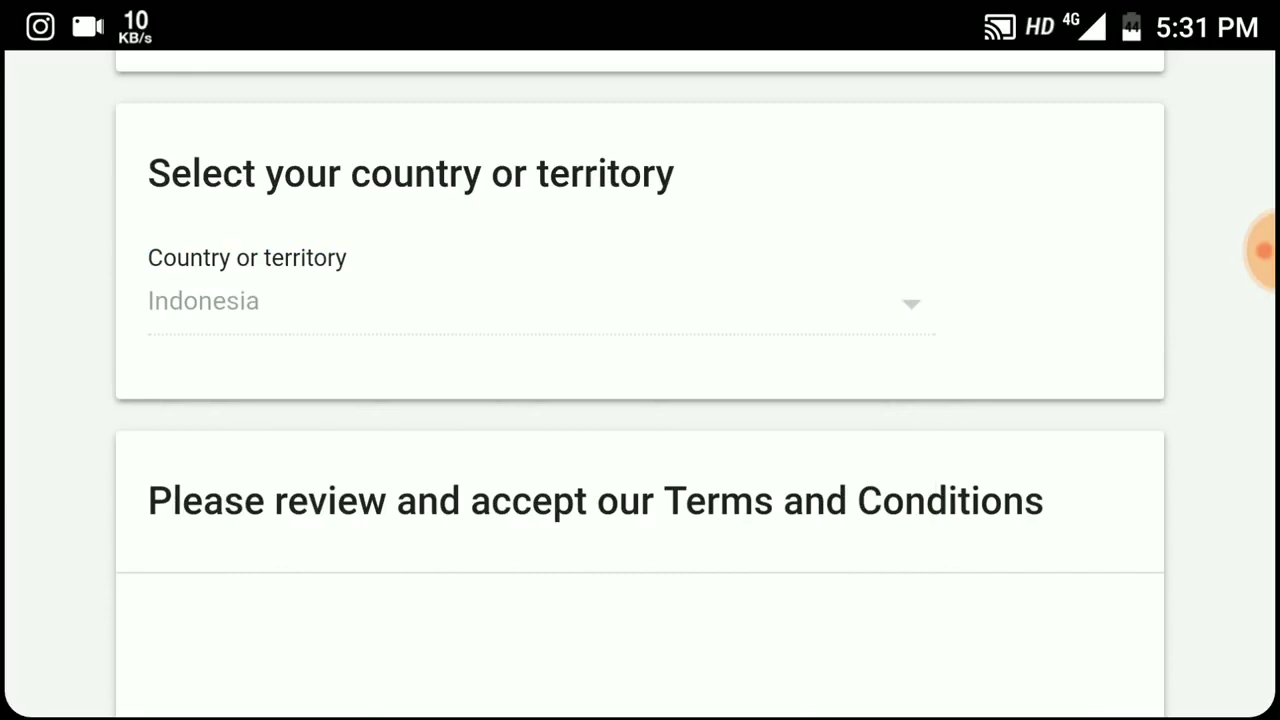 10
KB/s
HD 4G 44 5:31 PM
Select your country or territory
Country or territory
Indonesia
Please review and accept our Terms and Conditions